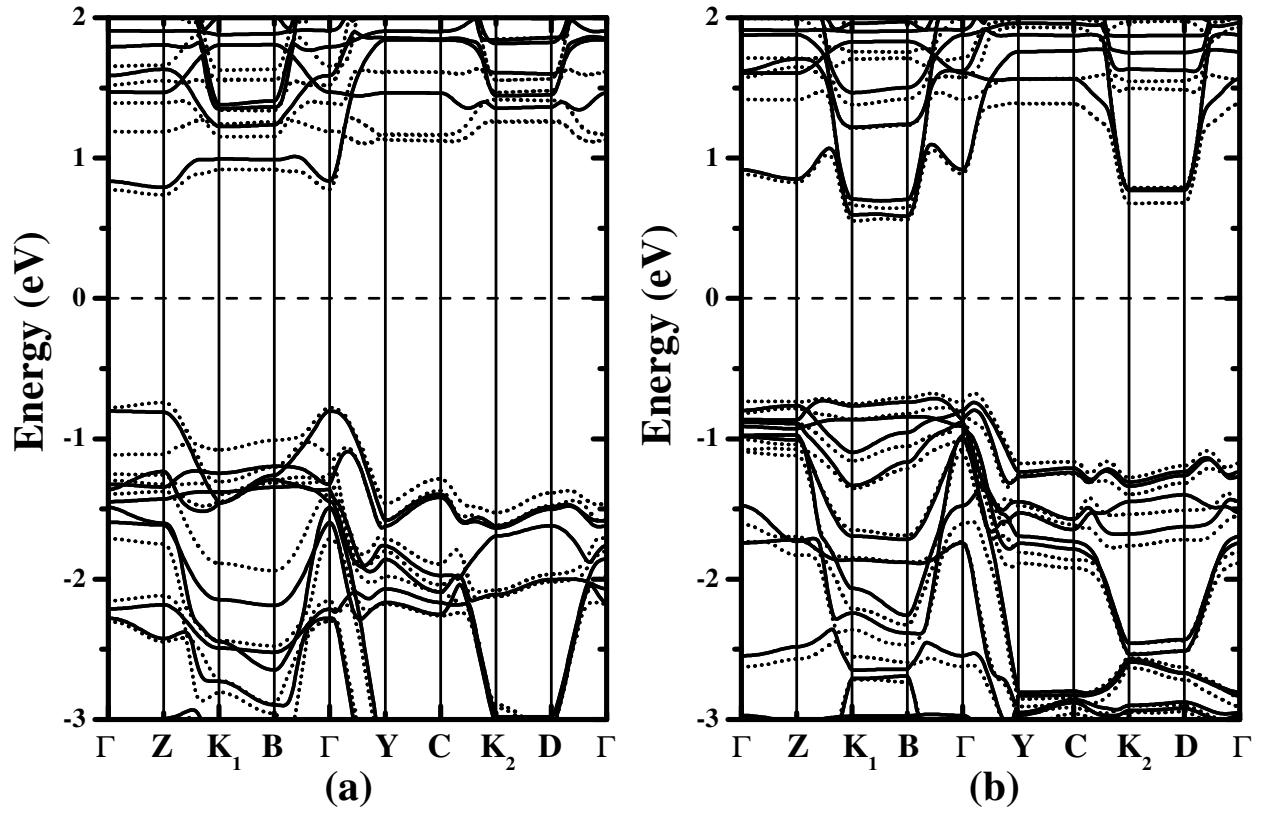 2
1
0
-1
-2
-3
Energy (eV)
Γ Z K₁ B Γ Y C K₂ D Γ
(a)
2
1
0
-1
-2
-3
Energy (eV)
Γ Z K₁ B Γ Y C K₂ D Γ
(b)